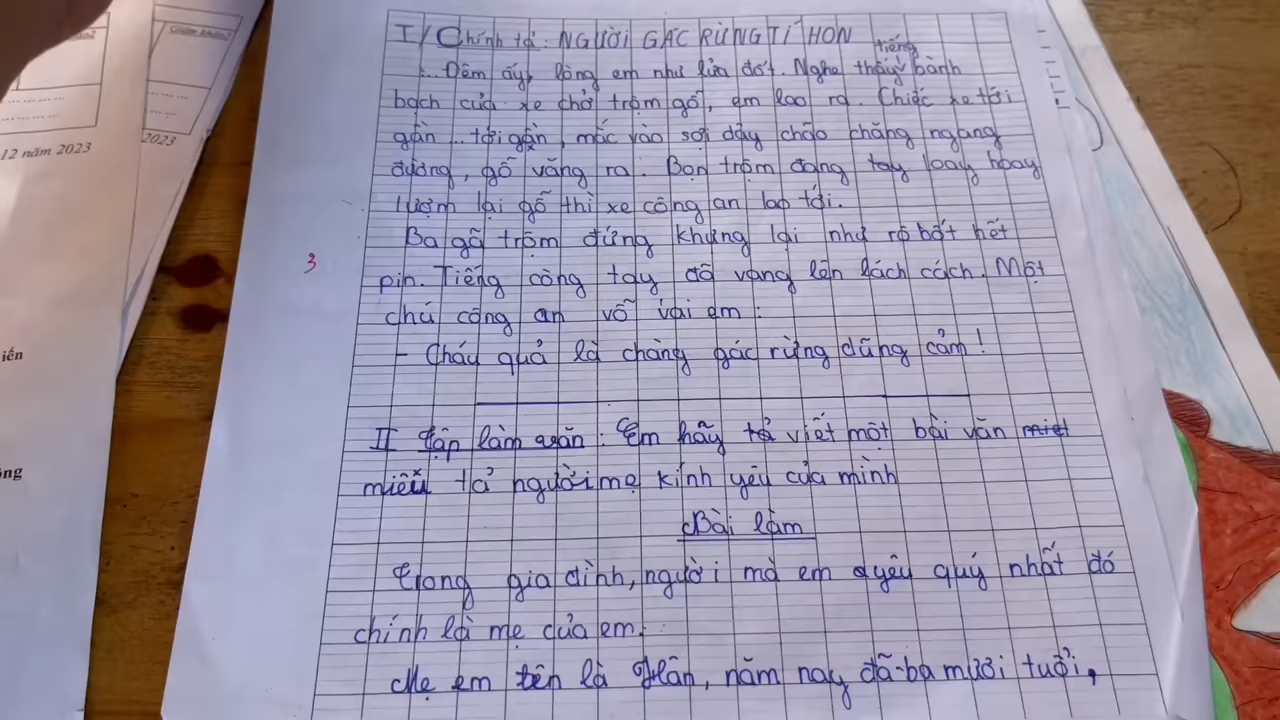 Giám khảo 2
12 năm 2023
2023
iến
ng
I/ Chính tả: NGƯỜI GÁC RỪNG TÍ HON
... Đêm ấy, lòng em như lửa đốt. Nghe thấy tiếng bành
bạch của xe chở trộm gỗ, em lao ra. Chiếc xe tới
gần... tới gần, mắc vào sợi dây chão chăng ngang
đường, gỗ văng ra. Bọn trộm đang tay loay hoay
lượm lại gỗ thì xe công an lao tới.
Ba gã trộm đứng khựng lại như rô bốt hết
pin. Tiếng còng tay đã vang lên lách cách. Một
chú công an vỗ vai em:
- Cháu quả là chàng gác rừng dũng cảm!
3
II Tập làm văn: Em hãy tả viết một bài văn miêt
miêu tả người mẹ kính yêu của mình
Bài làm
Trong gia đình, người mà em yêu quý nhất đó
chính là mẹ của em.
Mẹ em tên là, năm nay đã ba mươi tuổi,